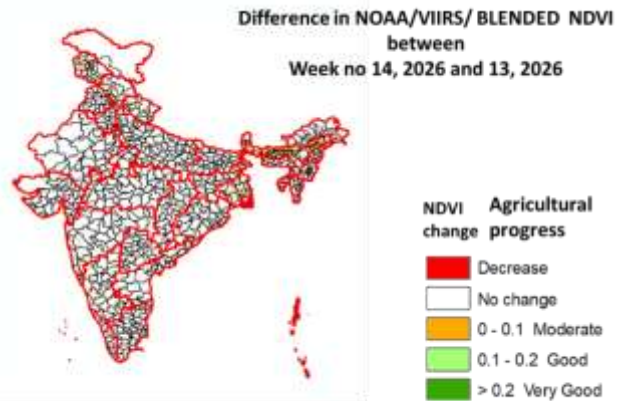 Difference in NOAA/VIIRS/ BLENDED NDVI
between
Week no 14, 2026 and 13, 2026
NDVI change
Agricultural progress
Decrease
No change
0 - 0.1 Moderate
0.1 - 0.2 Good
> 0.2 Very Good